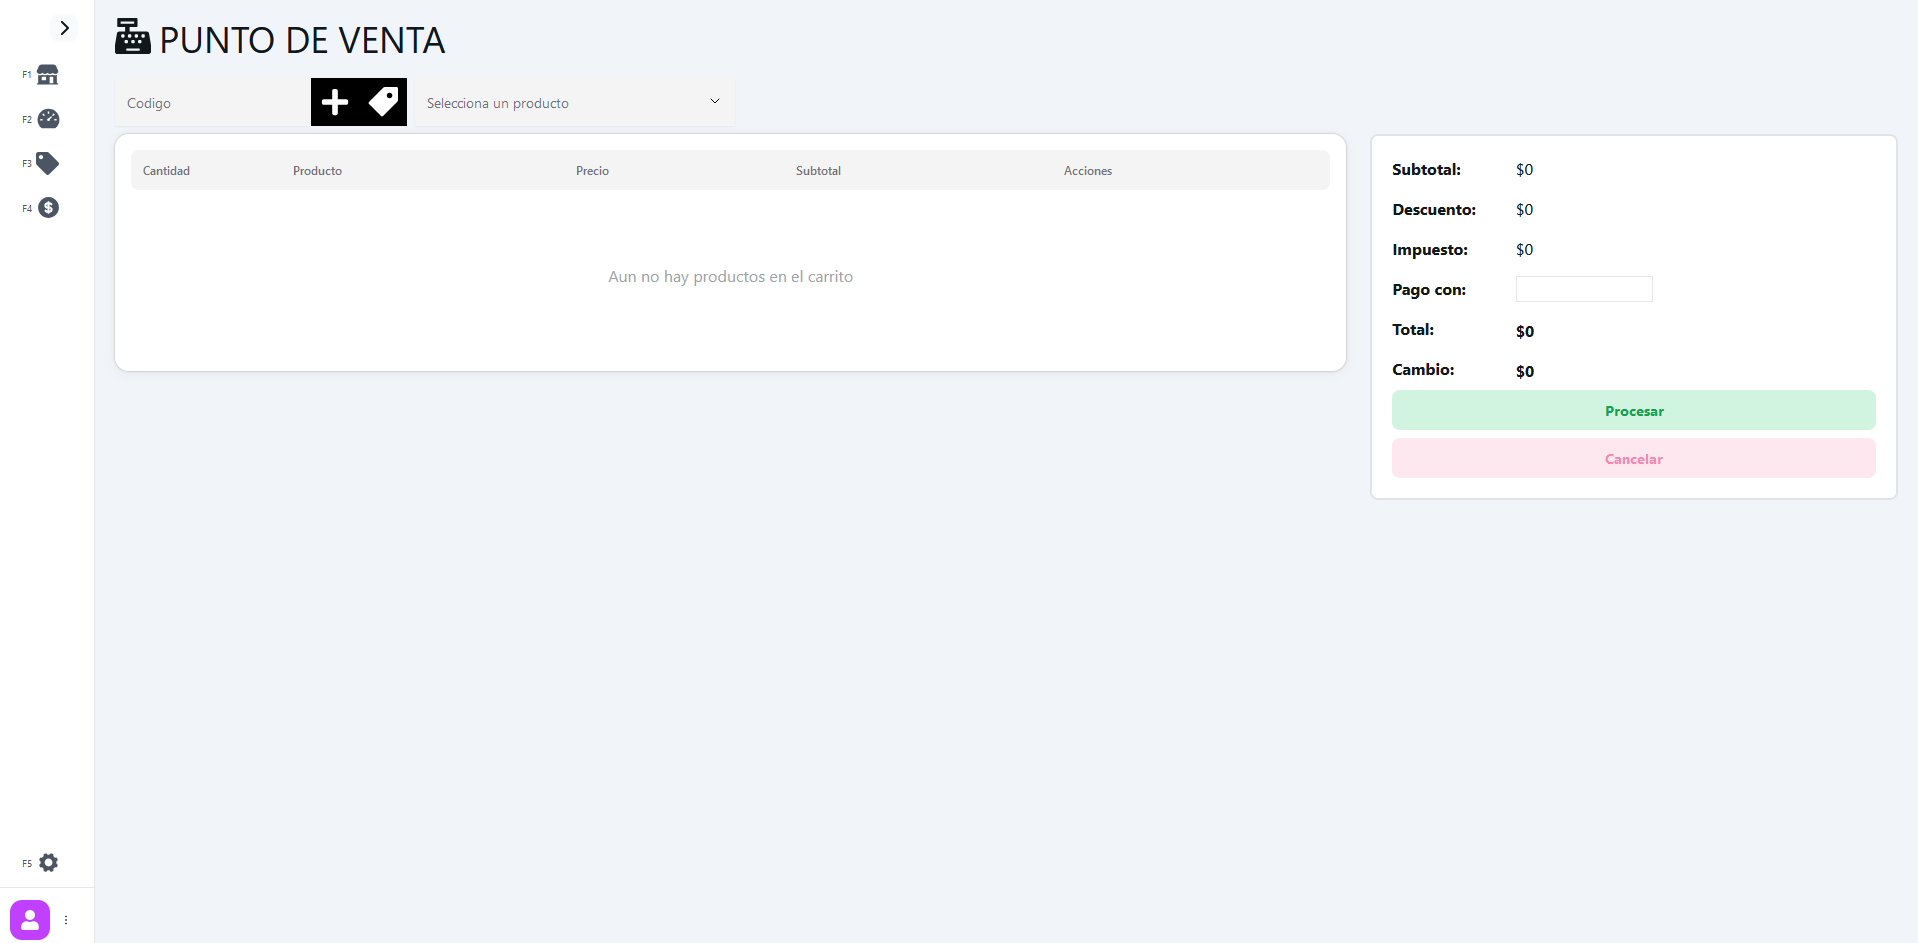 PUNTO DE VENTA
F1
F2
F3
F4
F5
Codigo
Selecciona un producto
Cantidad Producto Precio Subtotal Acciones
Aun no hay productos en el carrito
Subtotal: $0
Descuento: $0
Impuesto: $0
Pago con:
Total: $0
Cambio: $0
Procesar
Cancelar